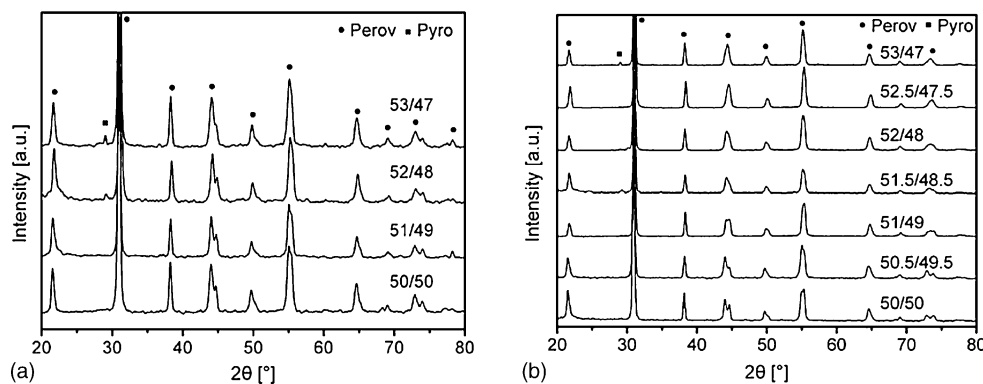 ● Perov ■ Pyro
53/47
52/48
51/49
50/50
Intensity [a.u.]
20 30 40 50 60 70 80
2θ [°]
(a)
● Perov ■ Pyro
53/47
52.5/47.5
52/48
51.5/48.5
51/49
50.5/49.5
50/50
Intensity [a.u.]
20 30 40 50 60 70 80
2θ [°]
(b)